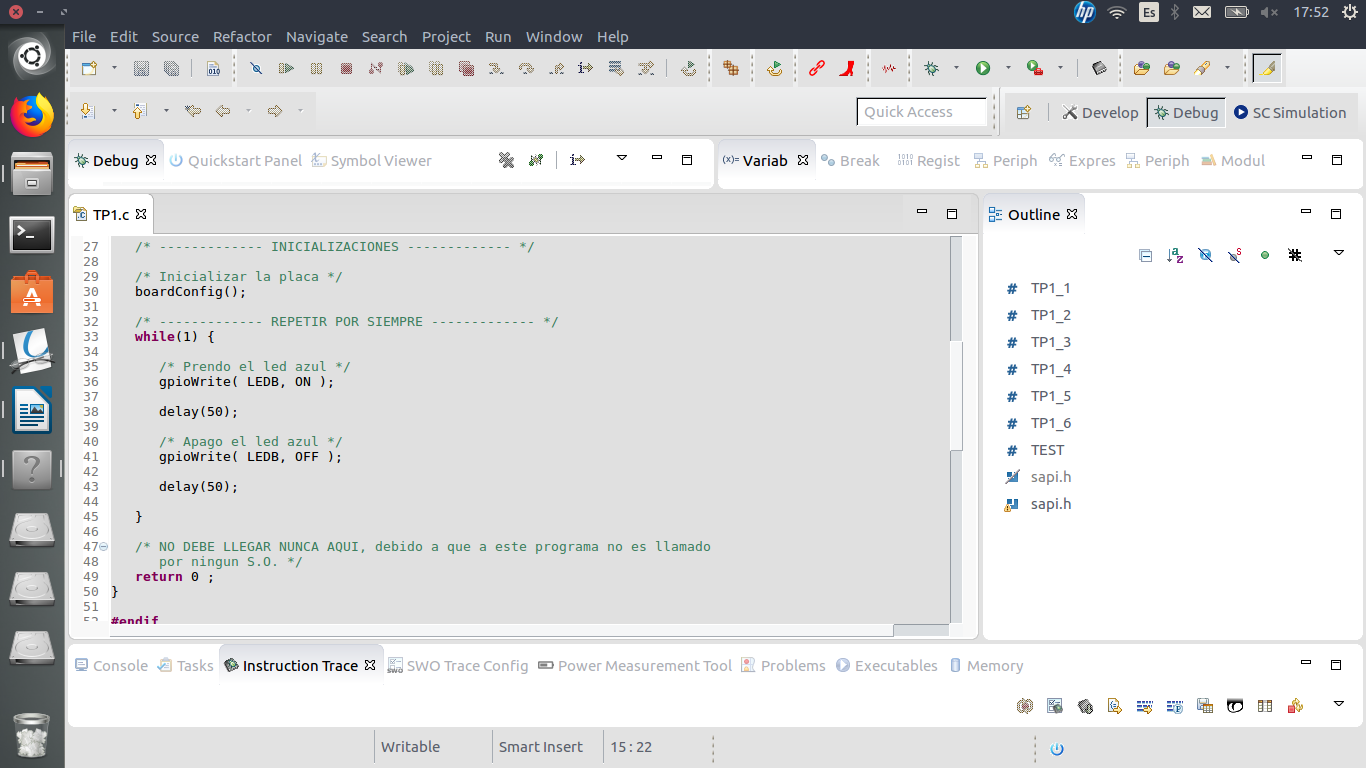 hp
Es
17:52
File Edit Source Refactor Navigate Search Project Run Window Help
010
Quick Access
Develop
Debug
SC Simulation
Debug
Quickstart Panel
Symbol Viewer
(x)= Variab
Break
Regist
Periph
Expres
Periph
Modul
TP1.c
27 /* ------------- INICIALIZACIONES ------------- */
28
29 /* Inicializar la placa */
30 boardConfig();
31
32 /* ------------- REPETIR POR SIEMPRE ------------- */
33 while(1) {
34
35 /* Prendo el led azul */
36 gpioWrite( LEDB, ON );
37
38 delay(50);
39
40 /* Apago el led azul */
41 gpioWrite( LEDB, OFF );
42
43 delay(50);
44
45 }
46
47 /* NO DEBE LLEGAR NUNCA AQUI, debido a que a este programa no es llamado
48 por ningun S.O. */
49 return 0 ;
50 }
51
52 #endif
Outline
# TP1_1
# TP1_2
# TP1_3
# TP1_4
# TP1_5
# TP1_6
# TEST
sapi.h
sapi.h
Console
Tasks
Instruction Trace
SWO Trace Config
Power Measurement Tool
Problems
Executables
Memory
Writable
Smart Insert
15 : 22